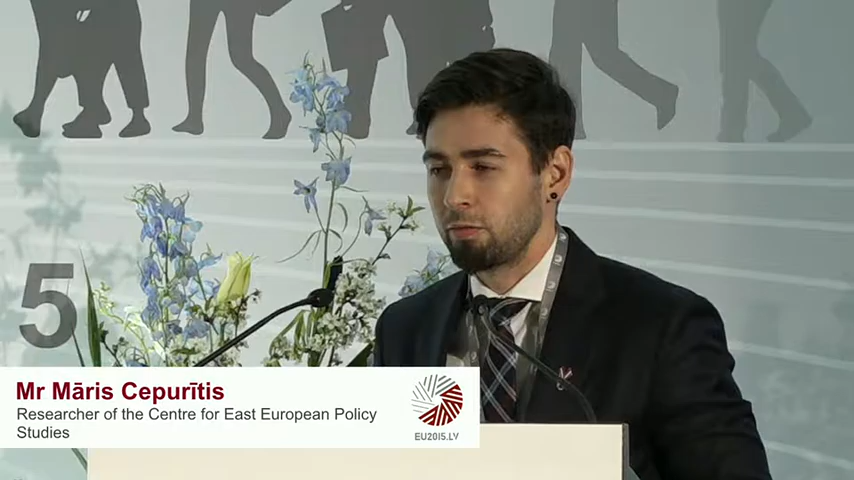 5
Mr Māris Cepurītis
Researcher of the Centre for East European Policy
Studies
EU2015.LV